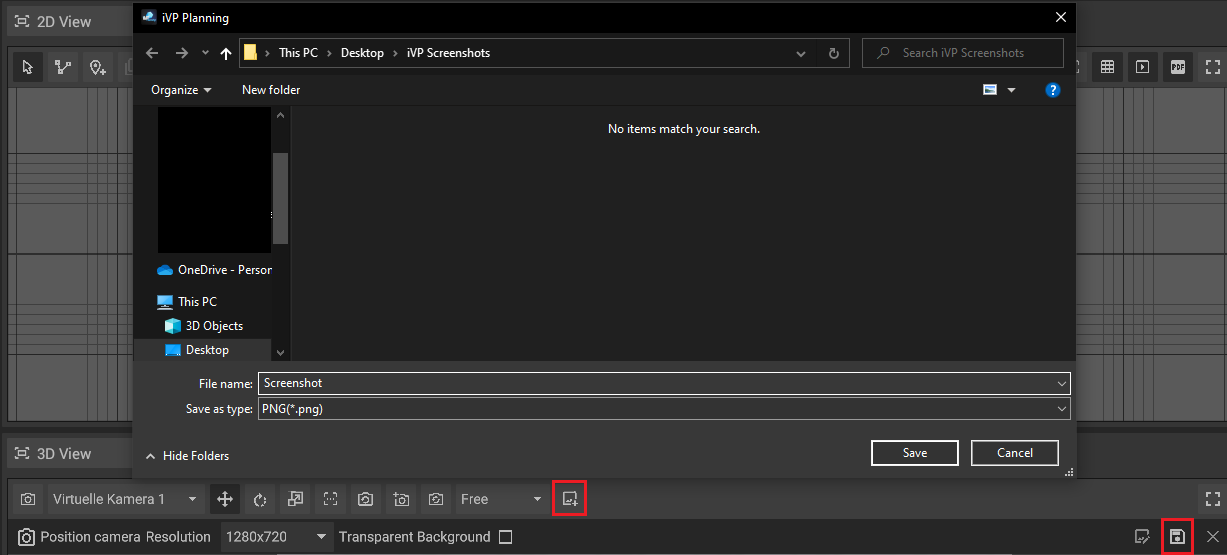 2D View
iVP Planning
This PC
Desktop
iVP Screenshots
Search iVP Screenshots
PDF
Organize
New folder
?
No items match your search.
OneDrive - Person
This PC
3D Objects
Desktop
File name:
Screenshot
Save as type:
PNG(*.png)
Hide Folders
Save
Cancel
3D View
Virtuelle Kamera 1
Free
Position camera
Resolution
1280x720
Transparent Background